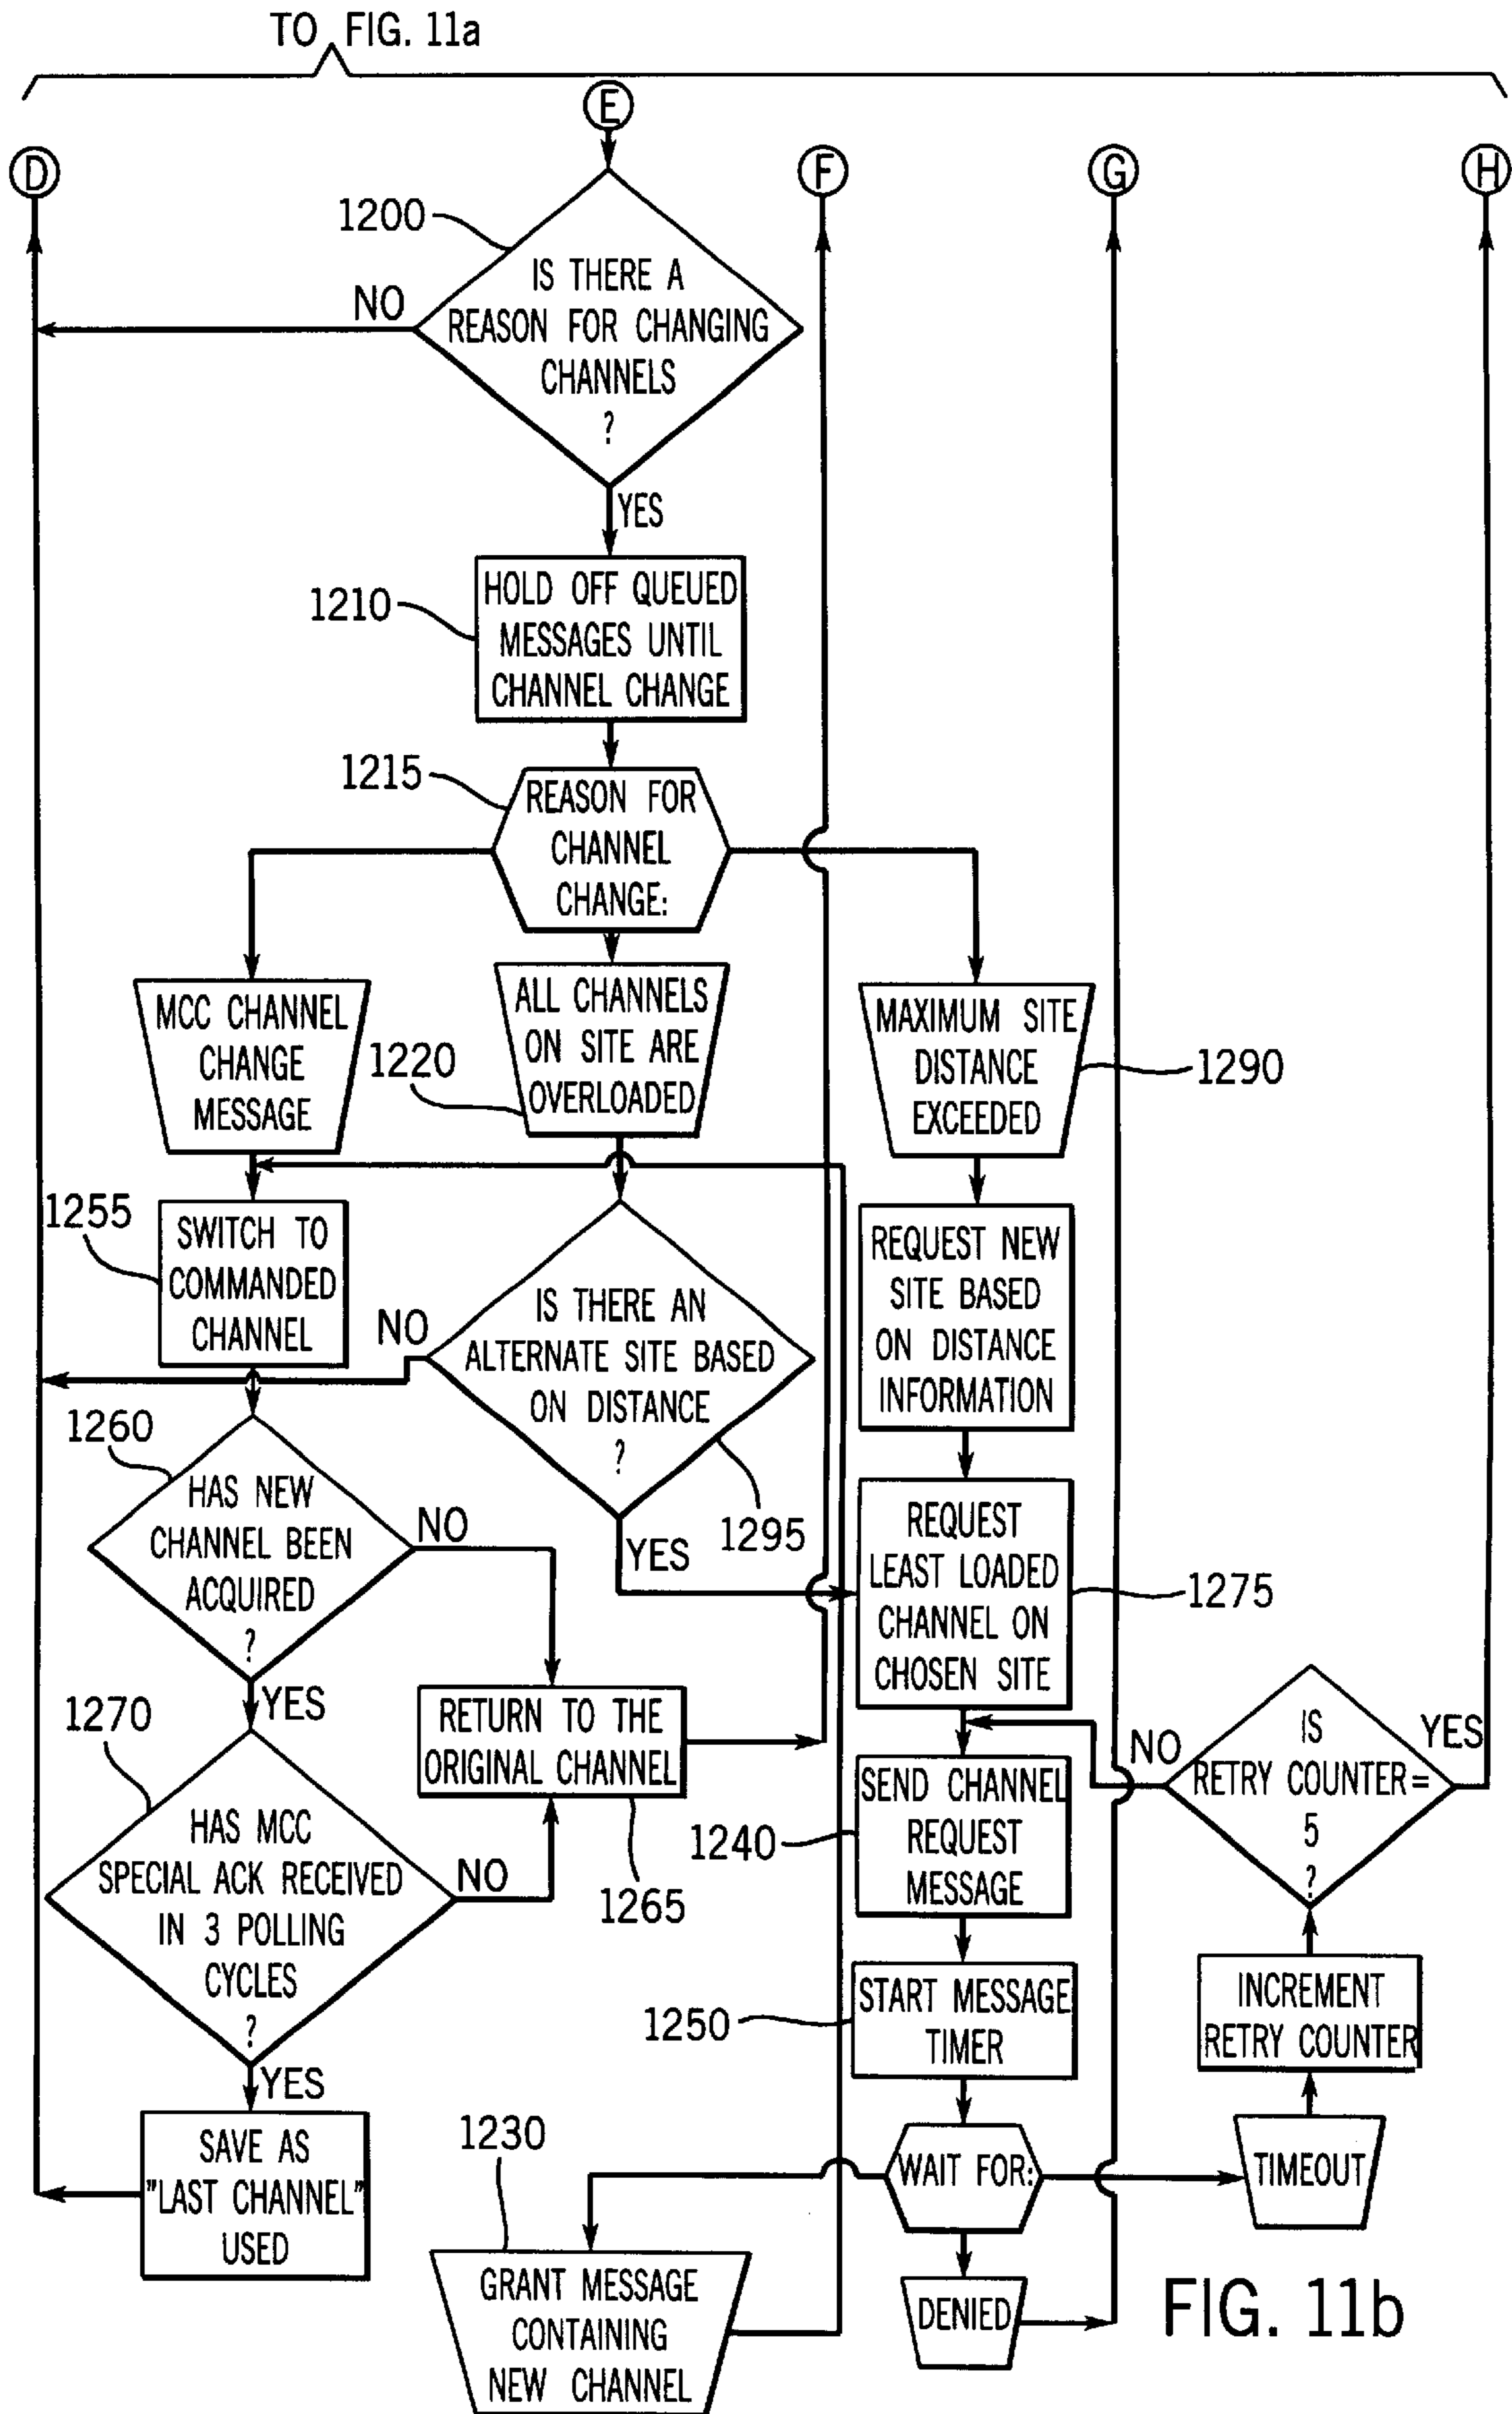 TO FIG. 11a
E
D
F
G
H
1200
IS THERE A
REASON FOR CHANGING
CHANNELS
?
NO
YES
1210
HOLD OFF QUEUED
MESSAGES UNTIL
CHANNEL CHANGE
1215
REASON FOR
CHANNEL
CHANGE:
MCC CHANNEL
CHANGE
MESSAGE
1220
ALL CHANNELS
ON SITE ARE
OVERLOADED
MAXIMUM SITE
DISTANCE
EXCEEDED
1290
1255
SWITCH TO
COMMANDED
CHANNEL
NO
IS THERE AN
ALTERNATE SITE BASED
ON DISTANCE
?
1295
YES
REQUEST NEW
SITE BASED
ON DISTANCE
INFORMATION
1260
HAS NEW
CHANNEL BEEN
ACQUIRED
?
NO
YES
REQUEST
LEAST LOADED
CHANNEL ON
CHOSEN SITE
1275
1270
HAS MCC
SPECIAL ACK RECEIVED
IN 3 POLLING
CYCLES
?
NO
YES
RETURN TO THE
ORIGINAL CHANNEL
1265
SEND CHANNEL
REQUEST
MESSAGE
1240
NO
IS
RETRY COUNTER=
5
?
YES
START MESSAGE
TIMER
1250
INCREMENT
RETRY COUNTER
SAVE AS
"LAST CHANNEL"
USED
1230
WAIT FOR:
TIMEOUT
GRANT MESSAGE
CONTAINING
NEW CHANNEL
DENIED
FIG. 11b